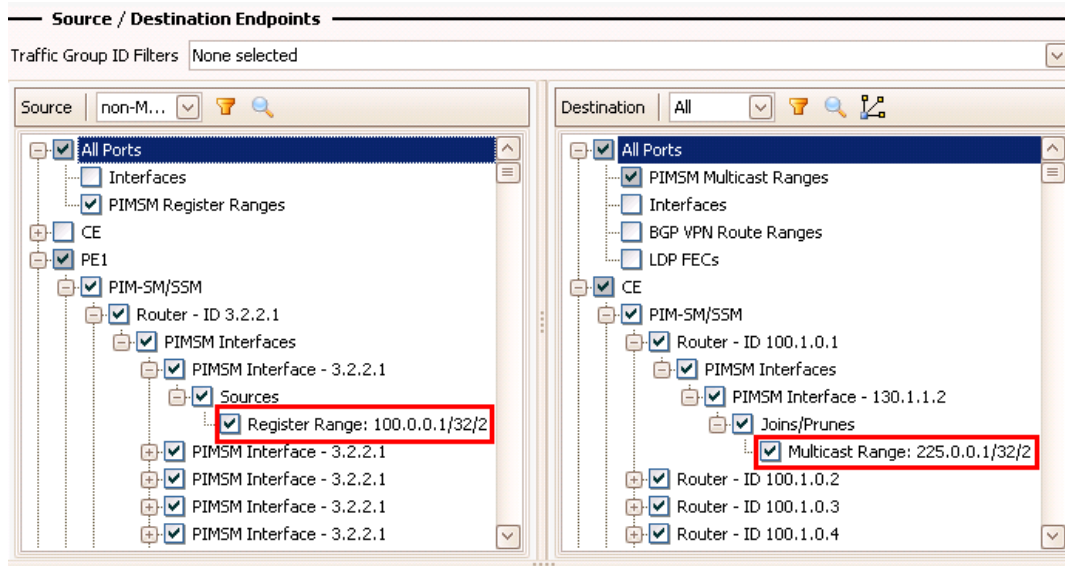 Source / Destination Endpoints
Traffic Group ID Filters None selected
Source non-M...
All Ports
Interfaces
PIMSM Register Ranges
CE
PE1
PIM-SM/SSM
Router - ID 3.2.2.1
PIMSM Interfaces
PIMSM Interface - 3.2.2.1
Sources
Register Range: 100.0.0.1/32/2
PIMSM Interface - 3.2.2.1
PIMSM Interface - 3.2.2.1
PIMSM Interface - 3.2.2.1
PIMSM Interface - 3.2.2.1
Destination All
All Ports
PIMSM Multicast Ranges
Interfaces
BGP VPN Route Ranges
LDP FECs
CE
PIM-SM/SSM
Router - ID 100.1.0.1
PIMSM Interfaces
PIMSM Interface - 130.1.1.2
Joins/Prunes
Multicast Range: 225.0.0.1/32/2
Router - ID 100.1.0.2
Router - ID 100.1.0.3
Router - ID 100.1.0.4